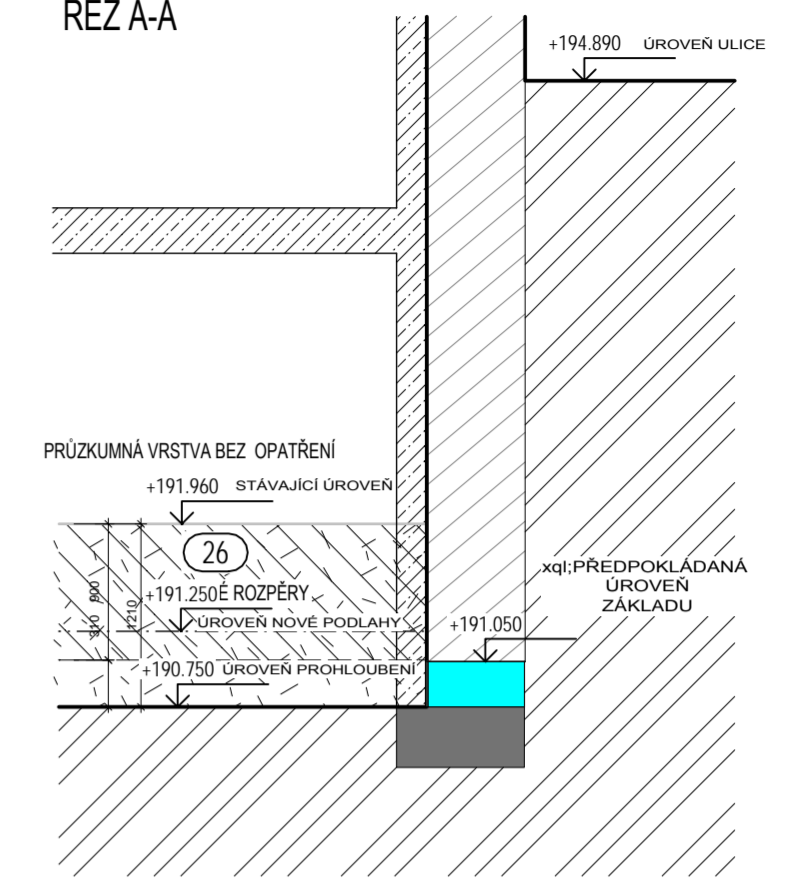 ŘEZ A-A
+194.890 ÚROVEŇ ULICE
PRŮZKUMNÁ VRSTVA BEZ OPATŘENÍ
+191.960 STÁVAJÍCÍ ÚROVEŇ
26
xql;PŘEDPOKLÁDANÁ
ÚROVEŇ
ZÁKLADU
+191.250É ROZPĚRY
ÚROVEŇ NOVÉ PODLAHY
+191.050
900
310
1210
+190.750 ÚROVEŇ PROHLOUBENÍ